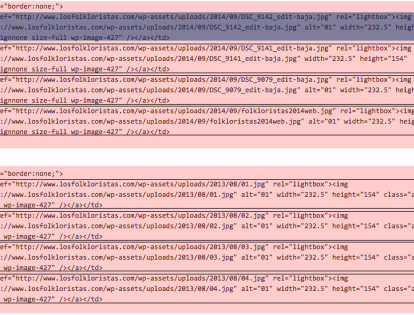 ="border:none;">
ef="http://www.losfolkloristas.com/wp-assets/uploads/2014/09/DSC_9142_edit-baja.jpg" rel="lightbox"><img
://www.losfolkloristas.com/wp-assets/uploads/2014/09/DSC_9142_edit-baja.jpg" alt="01" width="232.5" heigh
ignnone size-full wp-image-427" /></a></td>
ef="http://www.losfolkloristas.com/wp-assets/uploads/2014/09/DSC_9141_edit-baja.jpg" rel="lightbox"><img
://www.losfolkloristas.com/wp-assets/uploads/2014/09/DSC_9141_edit-baja.jpg" width="232.5" height="154"
ignnone size-full wp-image-427" /></a></td>
ef="http://www.losfolkloristas.com/wp-assets/uploads/2014/09/DSC_9079_edit-baja.jpg" rel="lightbox"><img
://www.losfolkloristas.com/wp-assets/uploads/2014/09/DSC_9079_edit-baja.jpg" alt="01" width="232.5" heigh
ignnone size-full wp-image-427" /></a></td>
ef="http://www.losfolkloristas.com/wp-assets/uploads/2014/09/folkloristas2014web.jpg" rel="lightbox"><img
://www.losfolkloristas.com/wp-assets/uploads/2014/09/folkloristas2014web.jpg" alt="01" width="232.5" heig
ignnone size-full wp-image-427" /></a></td>
="border:none;">
ef="http://www.losfolkloristas.com/wp-assets/uploads/2013/08/01.jpg" rel="lightbox"><img
://www.losfolkloristas.com/wp-assets/uploads/2013/08/01.jpg" alt="01" width="232.5" height="154" class="a
 wp-image-427" /></a></td>
ef="http://www.losfolkloristas.com/wp-assets/uploads/2013/08/02.jpg" rel="lightbox"><img
://www.losfolkloristas.com/wp-assets/uploads/2013/08/02.jpg" alt="01" width="232.5" height="154" class="a
 wp-image-427" /></a></td>
ef="http://www.losfolkloristas.com/wp-assets/uploads/2013/08/03.jpg" rel="lightbox"><img
://www.losfolkloristas.com/wp-assets/uploads/2013/08/03.jpg" alt="01" width="232.5" height="154" class="a
 wp-image-427" /></a></td>
ef="http://www.losfolkloristas.com/wp-assets/uploads/2013/08/04.jpg" rel="lightbox"><img
://www.losfolkloristas.com/wp-assets/uploads/2013/08/04.jpg" alt="01" width="232.5" height="154" class="a
 wp-image-427" /></a></td>